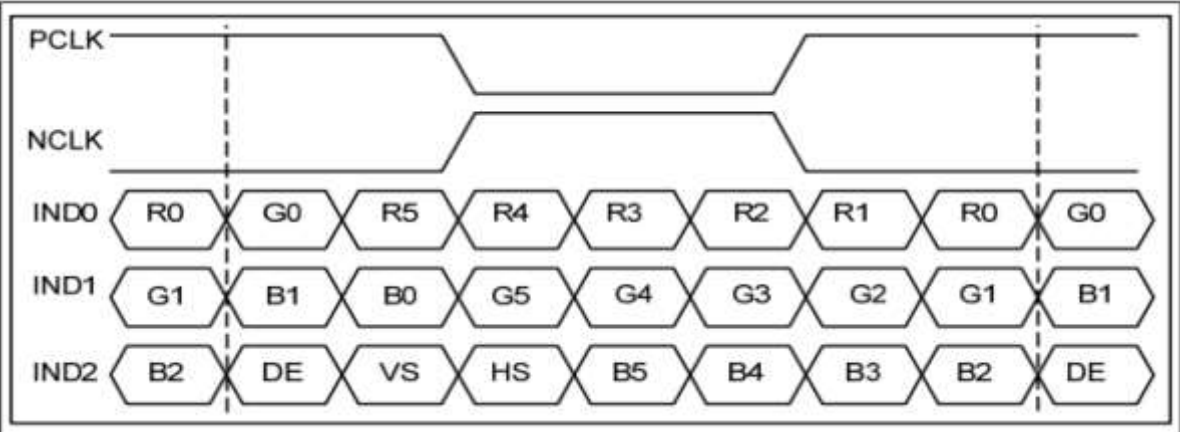 PCLK
NCLK
IND0 R0 G0 R5 R4 R3 R2 R1 R0 G0
IND1 G1 B1 B0 G5 G4 G3 G2 G1 B1
IND2 B2 DE VS HS B5 B4 B3 B2 DE